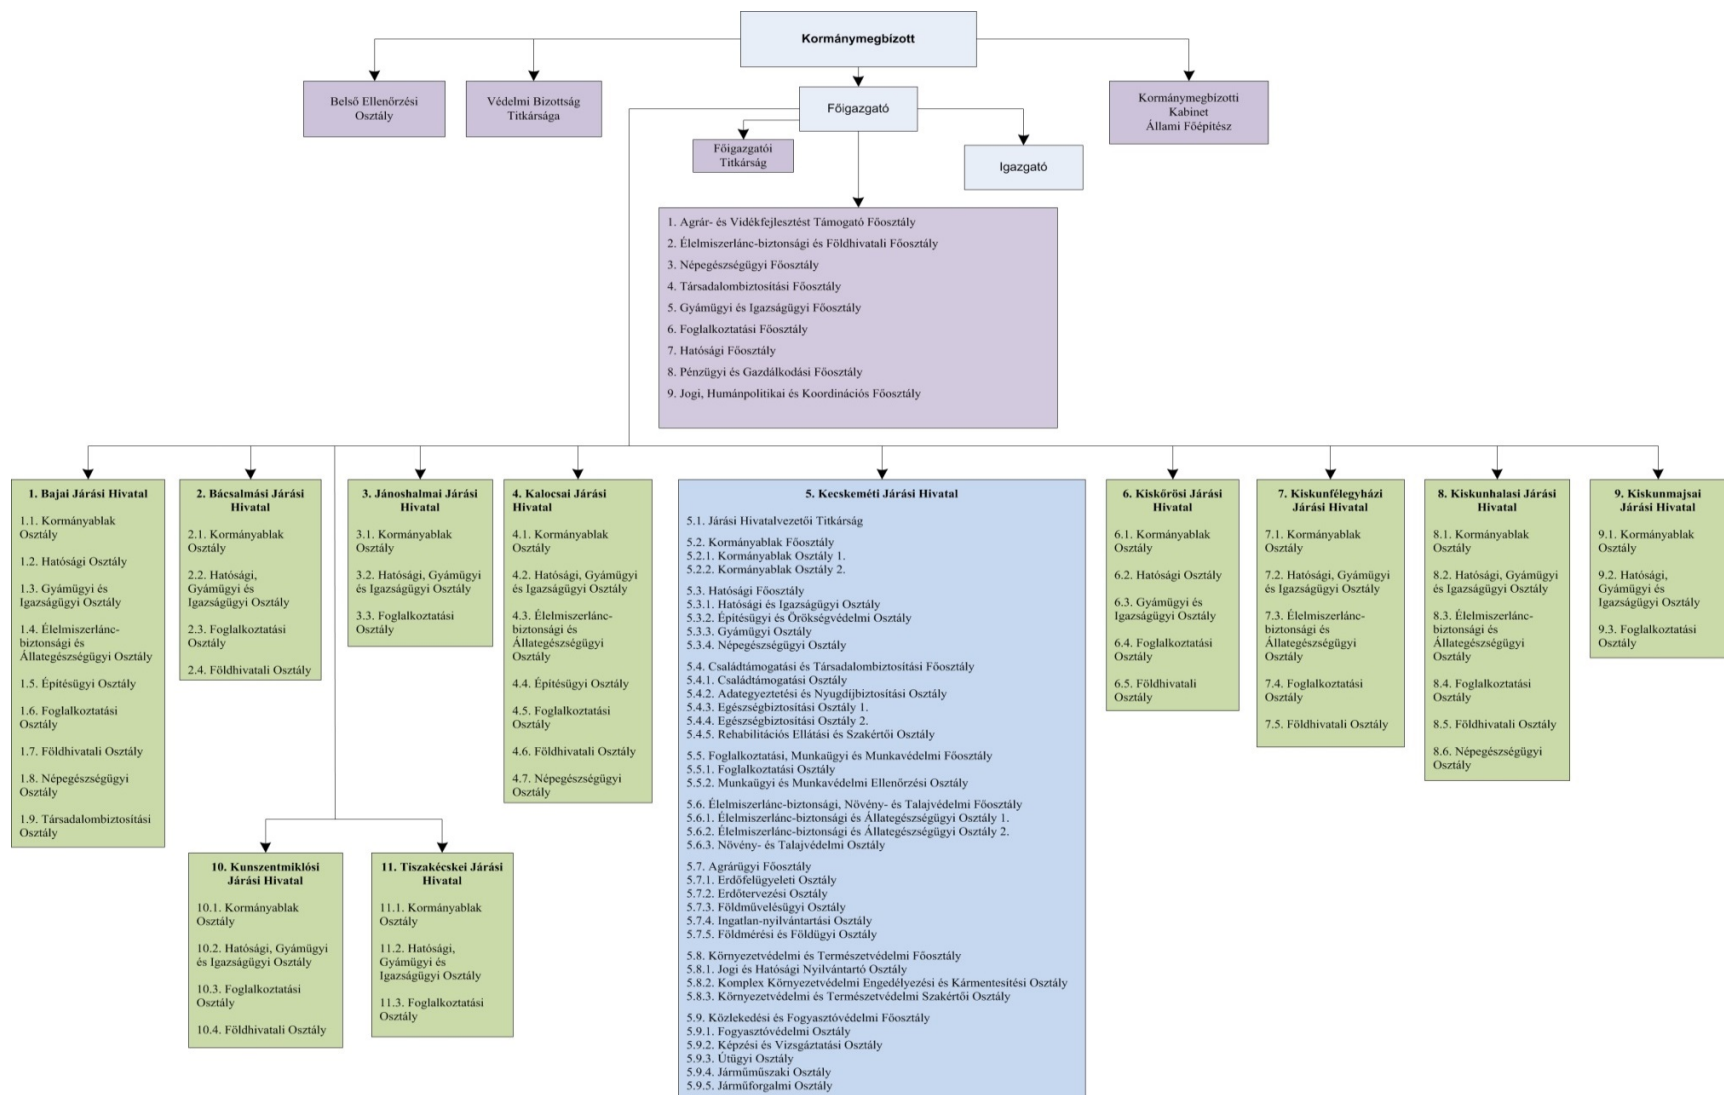 Kormánymegbízott
Belső Ellenőrzési
Osztály
Védelmi Bizottság
Titkársága
Főigazgató
Kormánymegbízotti
Kabinet
Állami Főépítész
Főigazgatói
Titkárság
Igazgató
1. Agrár- és Vidékfejlesztést Támogató Főosztály
2. Élelmiszerlánc-biztonsági és Földhivatali Főosztály
3. Népegészségügyi Főosztály
4. Társadalombiztosítási Főosztály
5. Gyámügyi és Igazságügyi Főosztály
6. Foglalkoztatási Főosztály
7. Hatósági Főosztály
8. Pénzügyi és Gazdálkodási Főosztály
9. Jogi, Humánpolitikai és Koordinációs Főosztály
1. Bajai Járási Hivatal
1.1. Kormányablak
Osztály
1.2. Hatósági Osztály
1.3. Gyámügyi és
Igazságügyi Osztály
1.4. Élelmiszerlánc-
biztonsági és
Állategészségügyi Osztály
1.5. Építésügyi Osztály
1.6. Foglalkoztatási
Osztály
1.7. Földhivatali Osztály
1.8. Népegészségügyi
Osztály
1.9. Társadalombiztosítási
Osztály
2. Bácsalmási Járási
Hivatal
2.1. Kormányablak
Osztály
2.2. Hatósági,
Gyámügyi és
Igazságügyi Osztály
2.3. Foglalkoztatási
Osztály
2.4. Földhivatali Osztály
3. Jánoshalmai Járási
Hivatal
3.1. Kormányablak
Osztály
3.2. Hatósági, Gyámügyi
és Igazságügyi Osztály
3.3. Foglalkoztatási
Osztály
4. Kalocsai Járási
Hivatal
4.1. Kormányablak
Osztály
4.2. Hatósági, Gyámügyi
és Igazságügyi Osztály
4.3. Élelmiszerlánc-
biztonsági és
Állategészségügyi
Osztály
4.4. Építésügyi Osztály
4.5. Foglalkoztatási
Osztály
4.6. Földhivatali Osztály
4.7. Népegészségügyi
Osztály
5. Kecskeméti Járási Hivatal
5.1. Járási Hivatalvezetői Titkárság
5.2. Kormányablak Főosztály
5.2.1. Kormányablak Osztály 1.
5.2.2. Kormányablak Osztály 2.
5.3. Hatósági Főosztály
5.3.1. Hatósági és Igazságügyi Osztály
5.3.2. Építésügyi és Örökségvédelmi Osztály
5.3.3. Gyámügyi Osztály
5.3.4. Népegészségügyi Osztály
5.4. Családtámogatási és Társadalombiztosítási Főosztály
5.4.1. Családtámogatási Osztály
5.4.2. Adategyeztetési és Nyugdíjbiztosítási Osztály
5.4.3. Egészségbiztosítási Osztály 1.
5.4.4. Egészségbiztosítási Osztály 2.
5.4.5. Rehabilitációs Ellátási és Szakértői Osztály
5.5. Foglalkoztatási, Munkaügyi és Munkavédelmi Főosztály
5.5.1. Foglalkoztatási Osztály
5.5.2. Munkaügyi és Munkavédelmi Ellenőrzési Osztály
5.6. Élelmiszerlánc-biztonsági, Növény- és Talajvédelmi Főosztály
5.6.1. Élelmiszerlánc-biztonsági és Állategészségügyi Osztály 1.
5.6.2. Élelmiszerlánc-biztonsági és Állategészségügyi Osztály 2.
5.6.3. Növény- és Talajvédelmi Osztály
5.7. Agrárügyi Főosztály
5.7.1. Erdőfelügyeleti Osztály
5.7.2. Erdőtervezési Osztály
5.7.3. Földművelésügyi Osztály
5.7.4. Ingatlan-nyilvántartási Osztály
5.7.5. Földmérési és Földügyi Osztály
5.8. Környezetvédelmi és Természetvédelmi Főosztály
5.8.1. Jogi és Hatósági Nyilvántartó Osztály
5.8.2. Komplex Környezetvédelmi Engedélyezési és Kármentesítési Osztály
5.8.3. Környezetvédelmi és Természetvédelmi Szakértői Osztály
5.9. Közlekedési és Fogyasztóvédelmi Főosztály
5.9.1. Fogyasztóvédelmi Osztály
5.9.2. Képzési és Vizsgáztatási Osztály
5.9.3. Útügyi Osztály
5.9.4. Járműműszaki Osztály
5.9.5. Járműforgalmi Osztály
6. Kiskőrösi Járási
Hivatal
6.1. Kormányablak
Osztály
6.2. Hatósági Osztály
6.3. Gyámügyi és
Igazságügyi Osztály
6.4. Foglalkoztatási
Osztály
6.5. Földhivatali
Osztály
7. Kiskunfélegyházi
Járási Hivatal
7.1. Kormányablak
Osztály
7.2. Hatósági, Gyámügyi
és Igazságügyi Osztály
7.3. Élelmiszerlánc-
biztonsági és
Állategészségügyi Osztály
7.4. Foglalkoztatási
Osztály
7.5. Földhivatali Osztály
8. Kiskunhalasi Járási
Hivatal
8.1. Kormányablak
Osztály
8.2. Hatósági, Gyámügyi
és Igazságügyi Osztály
8.3. Élelmiszerlánc-
biztonsági és
Állategészségügyi Osztály
8.4. Foglalkoztatási
Osztály
8.5. Földhivatali Osztály
8.6. Népegészségügyi
Osztály
9. Kiskunmajsai
Járási Hivatal
9.1. Kormányablak
Osztály
9.2. Hatósági,
Gyámügyi és
Igazságügyi Osztály
9.3. Foglalkoztatási
Osztály
10. Kunszentmiklósi
Járási Hivatal
10.1. Kormányablak
Osztály
10.2. Hatósági, Gyámügyi
és Igazságügyi Osztály
10.3. Foglalkoztatási
Osztály
10.4. Földhivatali Osztály
11. Tiszakécskei Járási
Hivatal
11.1. Kormányablak
Osztály
11.2. Hatósági,
Gyámügyi és
Igazságügyi Osztály
11.3. Foglalkoztatási
Osztály